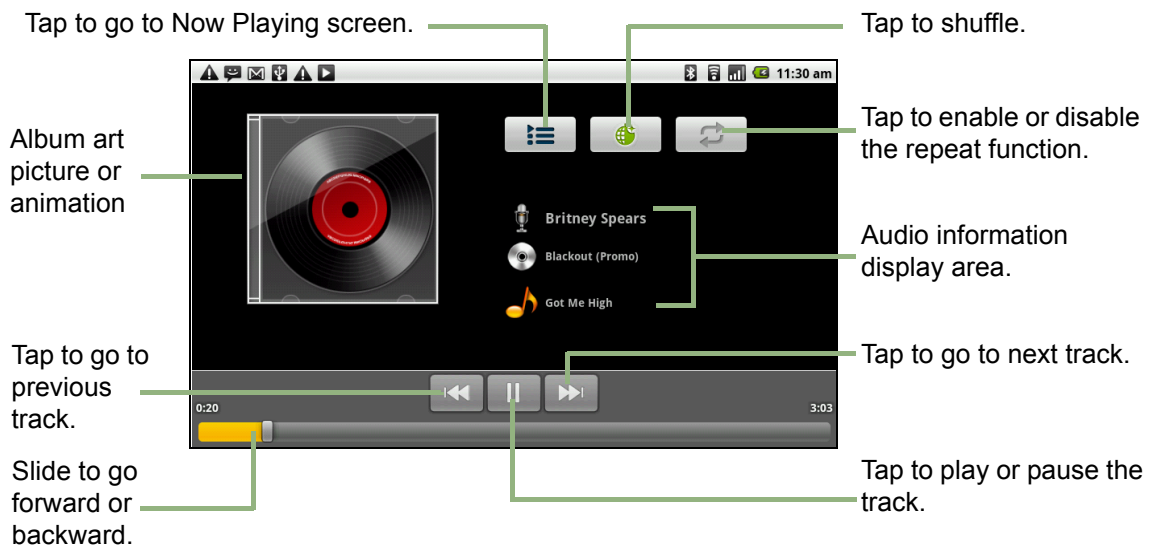 Tap to go to Now Playing screen.
Tap to shuffle.
11:30 am
Album art
picture or
animation
Tap to enable or disable
the repeat function.
Britney Spears
Blackout (Promo)
Got Me High
Audio information
display area.
Tap to go to
previous
track.
Tap to go to next track.
0:20
3:03
Slide to go
forward or
backward.
Tap to play or pause the
track.